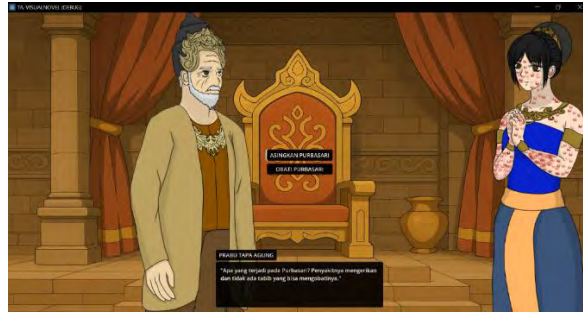 TA. VISUALNOVEL IDERKU
ASINGKAN PURBASARI
OBATI PURBASARI
PRABU TAPA AGUNG
"Apa yang terjadi pada Purbasari? Penyakitnya mengerikan
dan tidak ada tabib yang bisa mengobatinya."